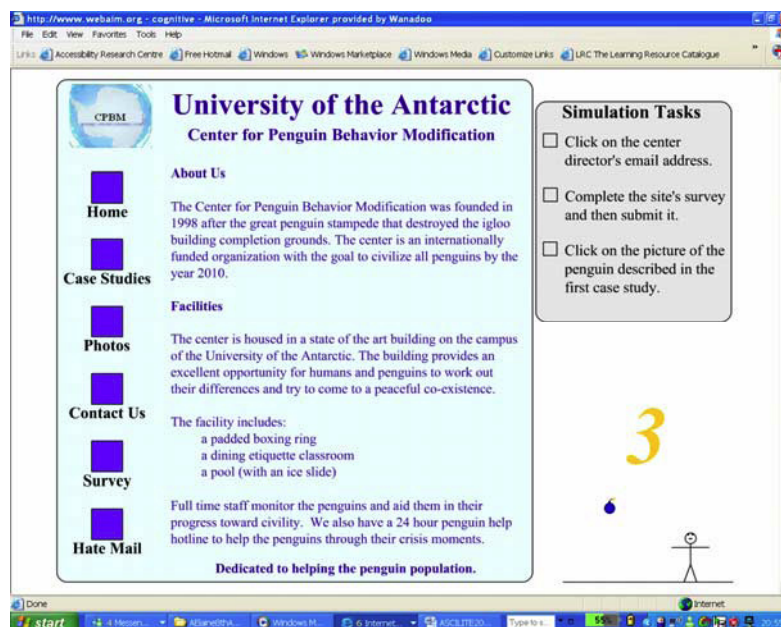 http://www.webaim.org - cognitive - Microsoft Internet Explorer provided by Wanadoo
File Edit View Favorites Tools Help
Links Accessibility Research Centre Free Hotmail Windows Windows Marketplace Windows Media Customize Links LRC The Learning Resource Catalogue »
CPBM
University of the Antarctic
Center for Penguin Behavior Modification
Home
Case Studies
Photos
Contact Us
Survey
Hate Mail
About Us
The Center for Penguin Behavior Modification was founded in
1998 after the great penguin stampede that destroyed the igloo
building completion grounds. The center is an internationally
funded organization with the goal to civilize all penguins by the
year 2010.
Facilities
The center is housed in a state of the art building on the campus
of the University of the Antarctic. The building provides an
excellent opportunity for humans and penguins to work out
their differences and try to come to a peaceful co-existence.
The facility includes:
a padded boxing ring
a dining etiquette classroom
a pool (with an ice slide)
Full time staff monitor the penguins and aid them in their
progress toward civility. We also have a 24 hour penguin help
hotline to help the penguins through their crisis moments.
Dedicated to helping the penguin population.
Simulation Tasks
Click on the center
director's email address.
Complete the site's survey
and then submit it.
Click on the picture of the
penguin described in the
first case study.
3
Done Internet
start 4 Messen... Windows M... 6 Internet... ASCILITE20... Type to s... 55%